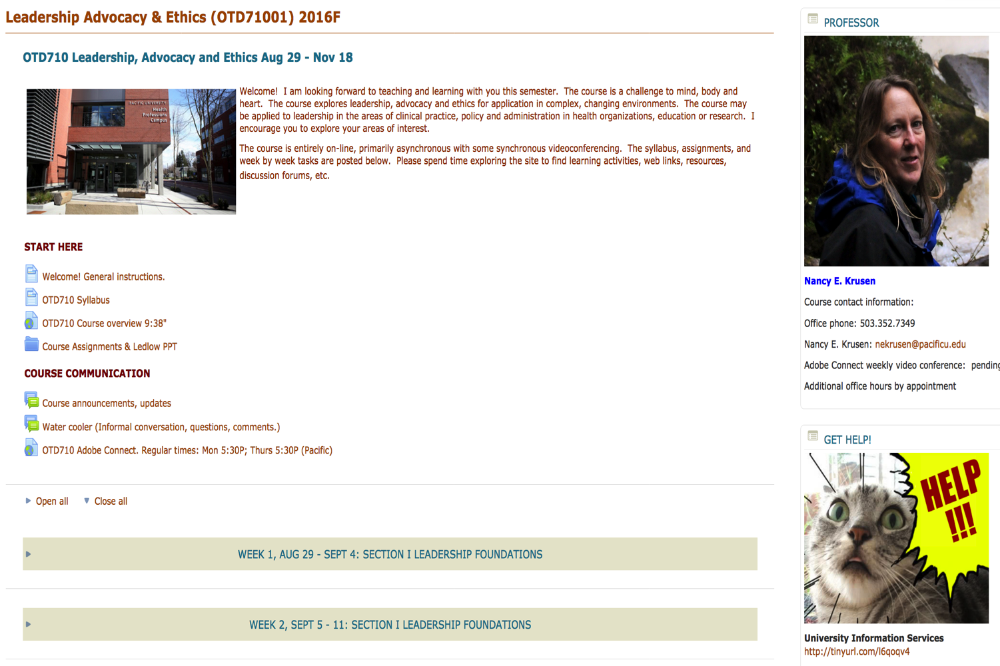 Leadership Advocacy & Ethics (OTD71001) 2016F
OTD710 Leadership, Advocacy and Ethics Aug 29 - Nov 18
PACIFIC UNIVERSITY
Health
Professions
Campus
Welcome!  I am looking forward to teaching and learning with you this semester.  The course is a challenge to mind, body and
heart.  The course explores leadership, advocacy and ethics for application in complex, changing environments.  The course may
be applied to leadership in the areas of clinical practice, policy and administration in health organizations, education or research.  I
encourage you to explore your areas of interest.
The course is entirely on-line, primarily asynchronous with some synchronous videoconferencing.  The syllabus, assignments, and
week by week tasks are posted below.  Please spend time exploring the site to find learning activities, web links, resources,
discussion forums, etc.
START HERE
Welcome! General instructions.
OTD710 Syllabus
OTD710 Course overview 9:38"
Course Assignments & Ledlow PPT
COURSE COMMUNICATION
Course announcements, updates
Water cooler (Informal conversation, questions, comments.)
OTD710 Adobe Connect. Regular times: Mon 5:30P; Thurs 5:30P (Pacific)
Open all
Close all
WEEK 1, AUG 29 - SEPT 4: SECTION I LEADERSHIP FOUNDATIONS
WEEK 2, SEPT 5 - 11: SECTION I LEADERSHIP FOUNDATIONS
PROFESSOR
Nancy E. Krusen
Course contact information:
Office phone: 503.352.7349
Nancy E. Krusen: nekrusen@pacificu.edu
Adobe Connect weekly video conference:  pending
Additional office hours by appointment
GET HELP!
HELP
!!!
University Information Services
http://tinyurl.com/l6qoqv4